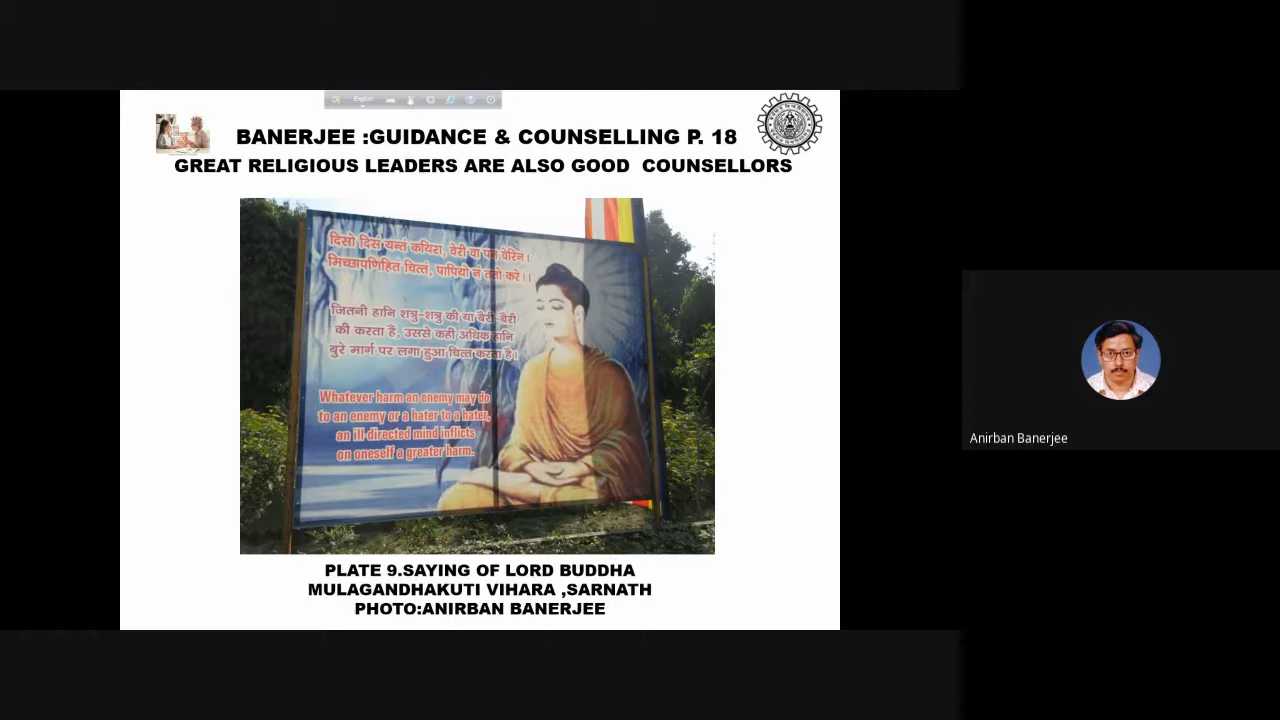 English
BANERJEE :GUIDANCE & COUNSELLING P. 18
GREAT RELIGIOUS LEADERS ARE ALSO GOOD COUNSELLORS
दिसो दिसं यन्तं कयिरा, वेरी वा पन वेरिनं।
मिच्छापणिहितं चित्तं, पापियो नं ततो करे।।
जितनी हानि शत्रु-शत्रु की या बैरी-बैरी
की करता है, उससे कही अधिक हानि
बुरे मार्ग पर लगा हुआ चित्त करता है।
Whatever harm an enemy may do
to an enemy or a hater to a hater,
an ill-directed mind inflicts
on oneself a greater harm.
PLATE 9.SAYING OF LORD BUDDHA
MULAGANDHAKUTI VIHARA ,SARNATH
PHOTO:ANIRBAN BANERJEE
Anirban Banerjee